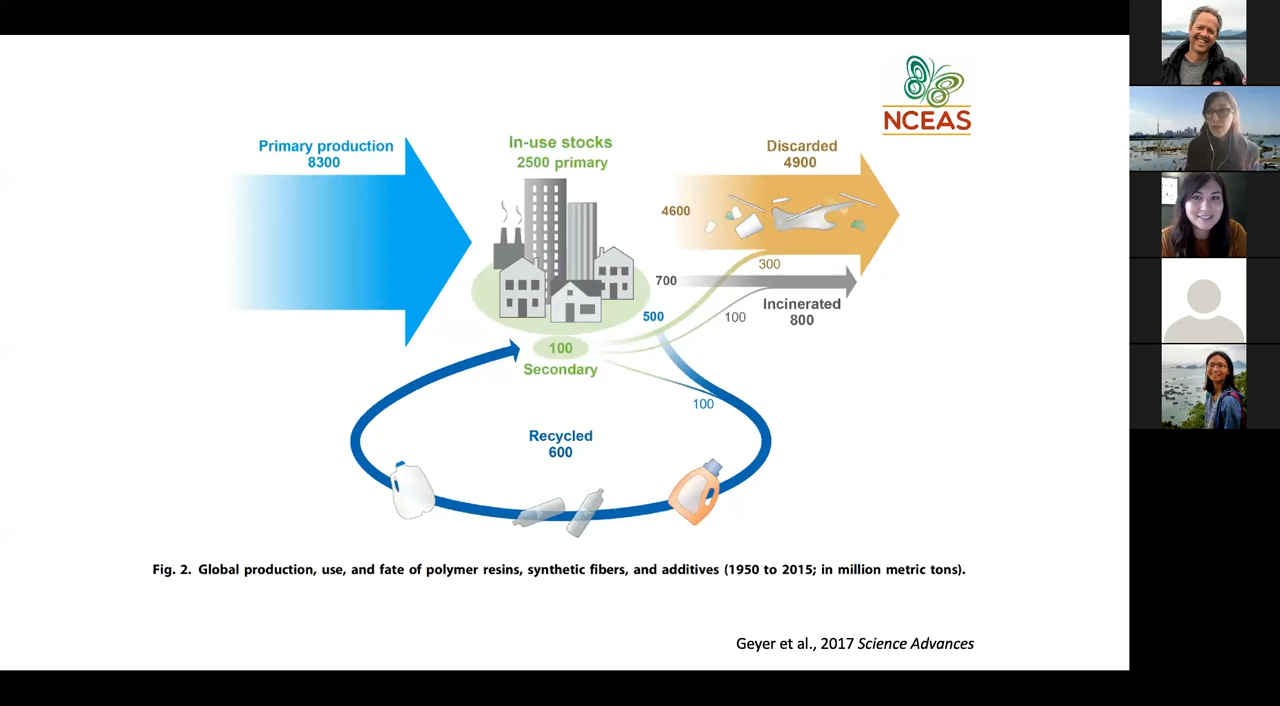 NCEAS
Primary production
8300
In-use stocks
2500 primary
Discarded
4900
4600
300
700
Incinerated
800
500
100
100
Secondary
100
Recycled
600
Fig. 2. Global production, use, and fate of polymer resins, synthetic fibers, and additives (1950 to 2015; in million metric tons).
Geyer et al., 2017 Science Advances